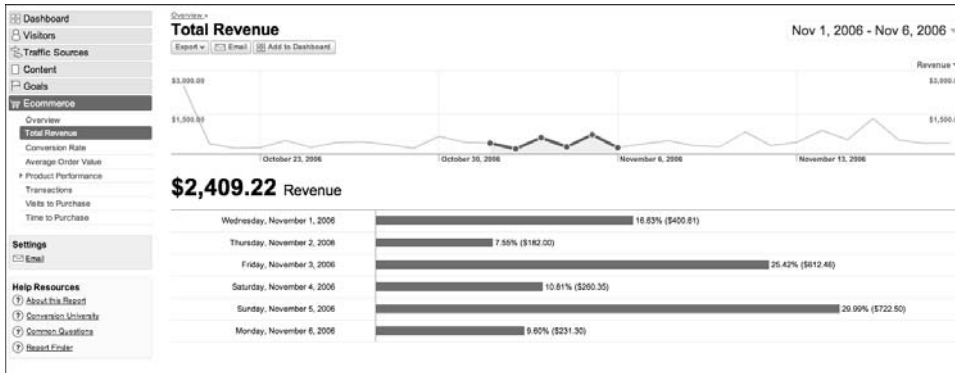 Dashboard
Visitors
Traffic Sources
Content
Goals
Ecommerce
Overview
Total Revenue
Conversion Rate
Average Order Value
Product Performance
Transactions
Visits to Purchase
Time to Purchase
Settings
Email
Help Resources
About this Report
Conversion University
Common Questions
Report Finder
Overview »
Total Revenue
Nov 1, 2006 - Nov 6, 2006
Export Email Add to Dashboard
Revenue
$3,000.00 $3,000.0
$1,500.00 $1,500.0
October 23, 2006 October 30, 2006 November 6, 2006 November 13, 2006
$2,409.22 Revenue
Wednesday, November 1, 2006 16.63% ($400.61)
Thursday, November 2, 2006 7.55% ($182.00)
Friday, November 3, 2006 25.42% ($612.46)
Saturday, November 4, 2006 10.81% ($260.35)
Sunday, November 5, 2006 29.99% ($722.50)
Monday, November 6, 2006 9.60% ($231.30)